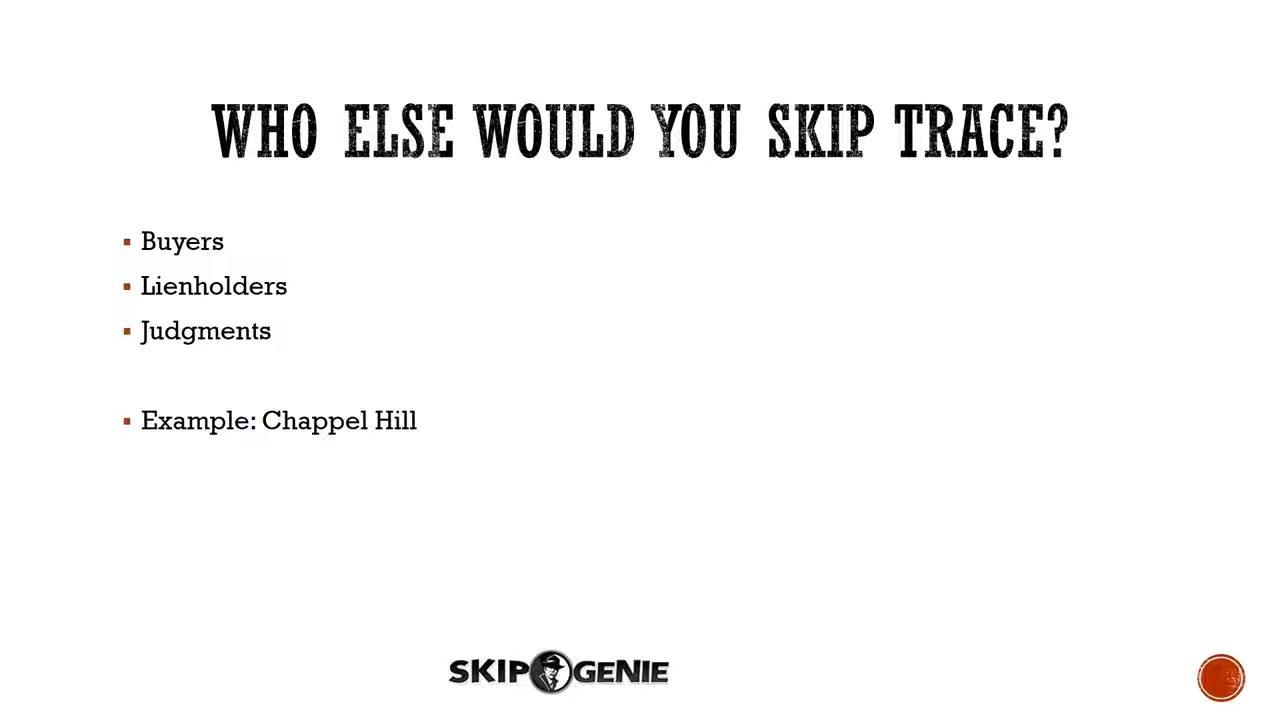 WHO ELSE WOULD YOU SKIP TRACE?
Buyers
Lienholders
Judgments
Example: Chappel Hill
SKIP GENIE